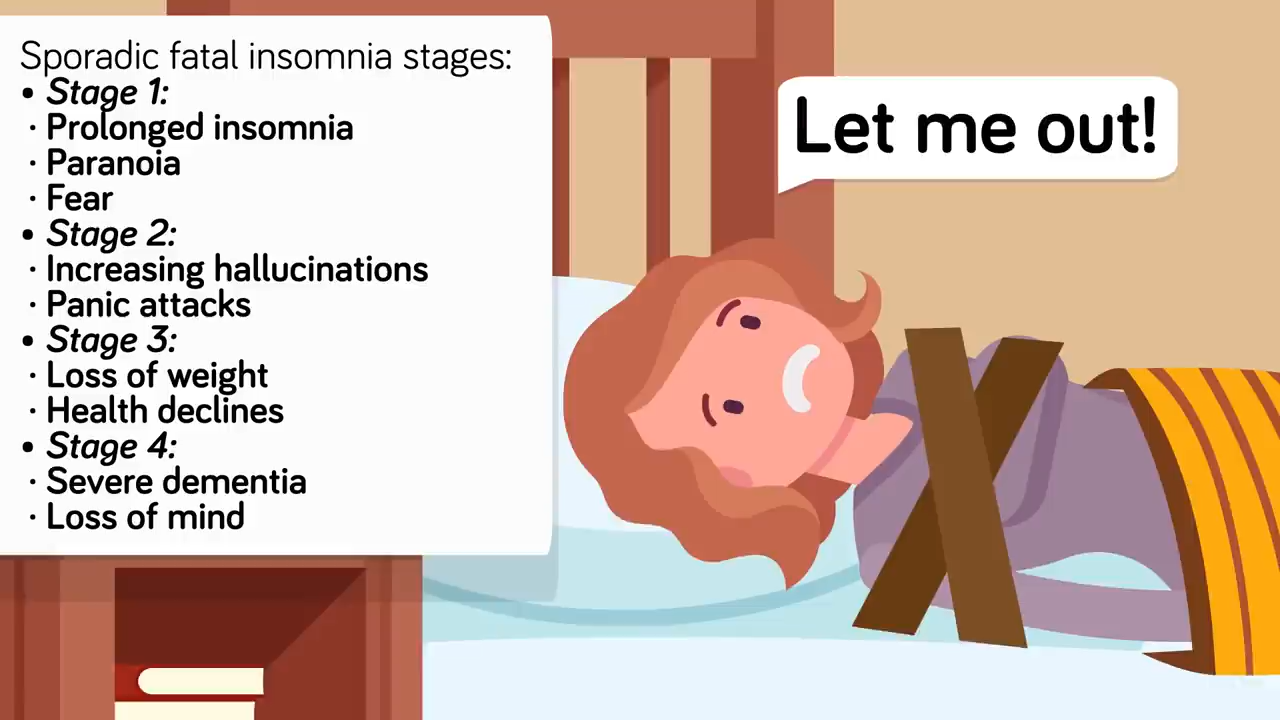 Sporadic fatal insomnia stages:
• Stage 1:
· Prolonged insomnia
· Paranoia
· Fear
• Stage 2:
· Increasing hallucinations
· Panic attacks
• Stage 3:
· Loss of weight
· Health declines
• Stage 4:
· Severe dementia
· Loss of mind
Let me out!